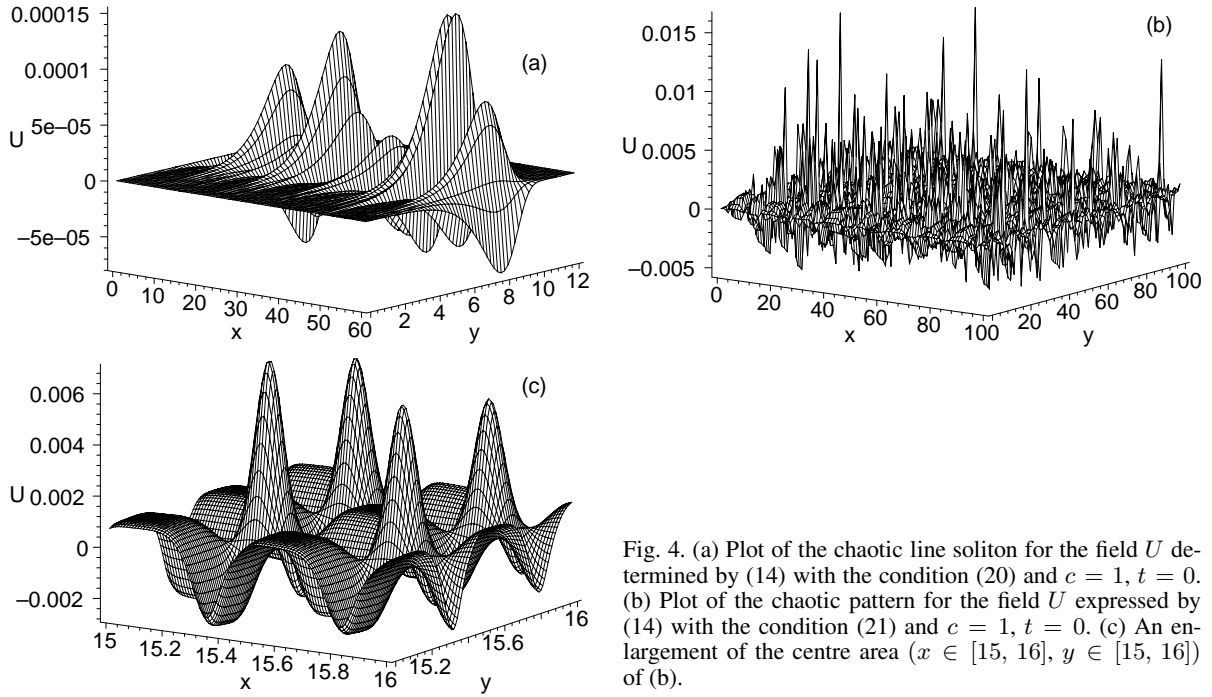 0.00015
0.0001
5e−05
U
0
−5e−05
0 10 20 30 40 50 60
x
2 4 6 8 10 12
y
(a)
0.015
0.01
0.005
U
0
−0.005
0 20 40 60 80 100
x
20 40 60 80 100
y
(b)
0.006
0.004
0.002
U
0
−0.002
15 15.2 15.4 15.6 15.8 16
x
15.2 15.6 16
y
(c)
Fig. 4. (a) Plot of the chaotic line soliton for the field U de-
termined by (14) with the condition (20) and c = 1, t = 0.
(b) Plot of the chaotic pattern for the field U expressed by
(14) with the condition (21) and c = 1, t = 0. (c) An en-
largement of the centre area (x ∈ [15, 16], y ∈ [15, 16])
of (b).